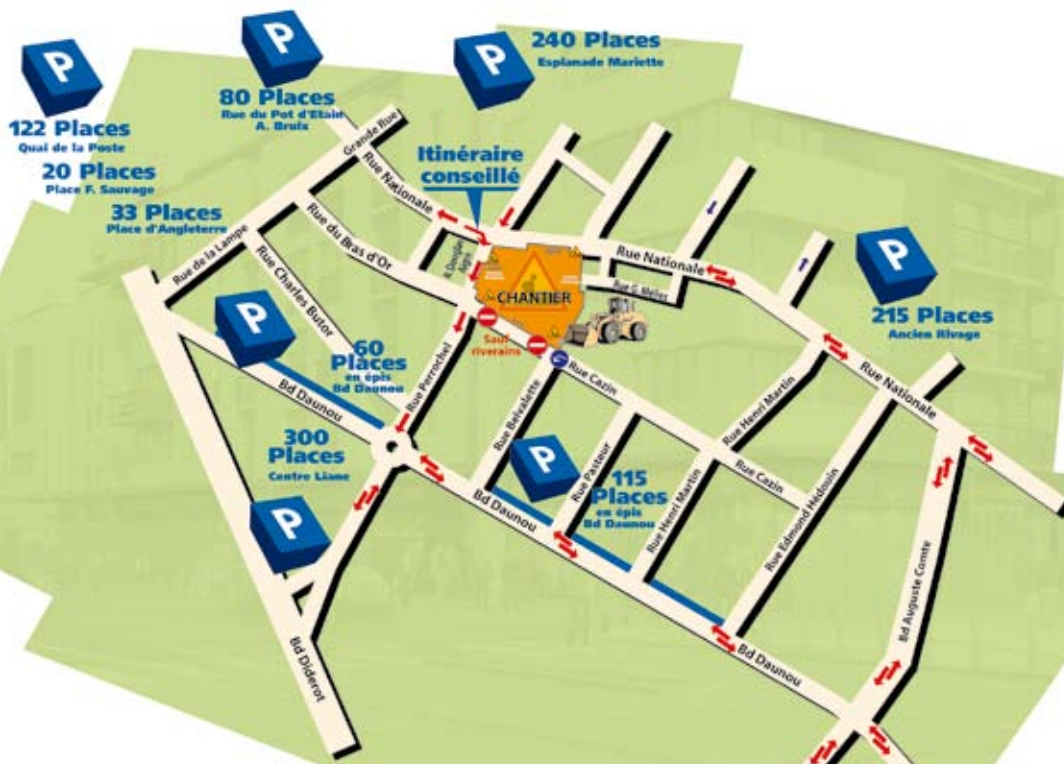 P
P
P
240 Places
Esplanade Mariette
80 Places
Rue du Pot d'Etain
A. Bruix
122 Places
Quai de la Poste
20 Places
Place F. Sauvage
33 Places
Place d'Angleterre
Grande Rue
Rue Nationale
Itinéraire
conseillé
Rue de la Lampe
Rue du Bras d'Or
Rue Charles Butor
CHANTIER
Rue Nationale
Rue G. Melies
P
215 Places
Ancien Rivage
P
60
Places
en épis
Bd Daunou
Sauf
riverains
Rue Perrochel
Bd Daunou
Rue Cazin
Rue Belvalette
Rue Henri Martin
Rue Nationale
300
Places
Centre Liane
P
P
Rue Pasteur
115
Places
en épis
Bd Daunou
Rue Cazin
Rue Henri Martin
Rue Edmond Hédouin
Bd Daunou
Bd Auguste Comte
Bd Diderot
Bd Daunou